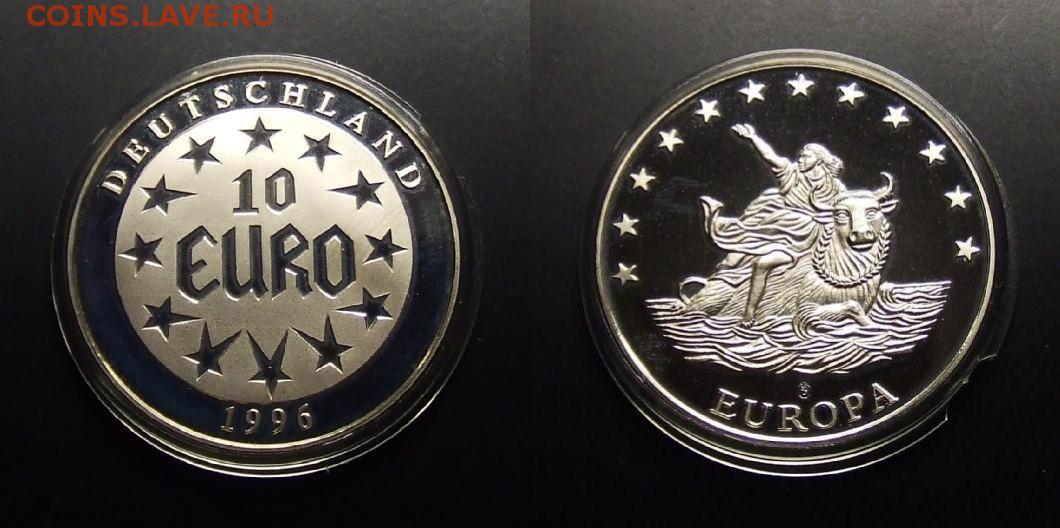 COINS.LAVE.RU
DEUTSCHLAND
10
EURO
1996
EUROPA